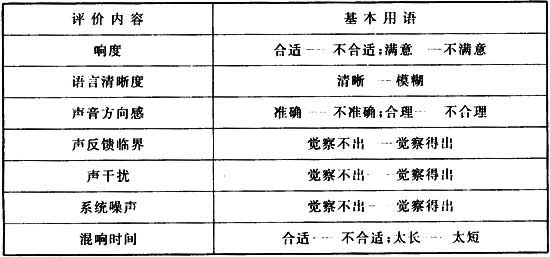 评价内容 基本用语
响度 合适——不合适;满意——不满意
语言清晰度 清晰——模糊
声音方向感 准确——不准确;合理——不合理
声反馈临界 觉察不出——觉察得出
声干扰 觉察不出——觉察得出
系统噪声 觉察不出——觉察得出
混响时间 合适——不合适;太长——太短